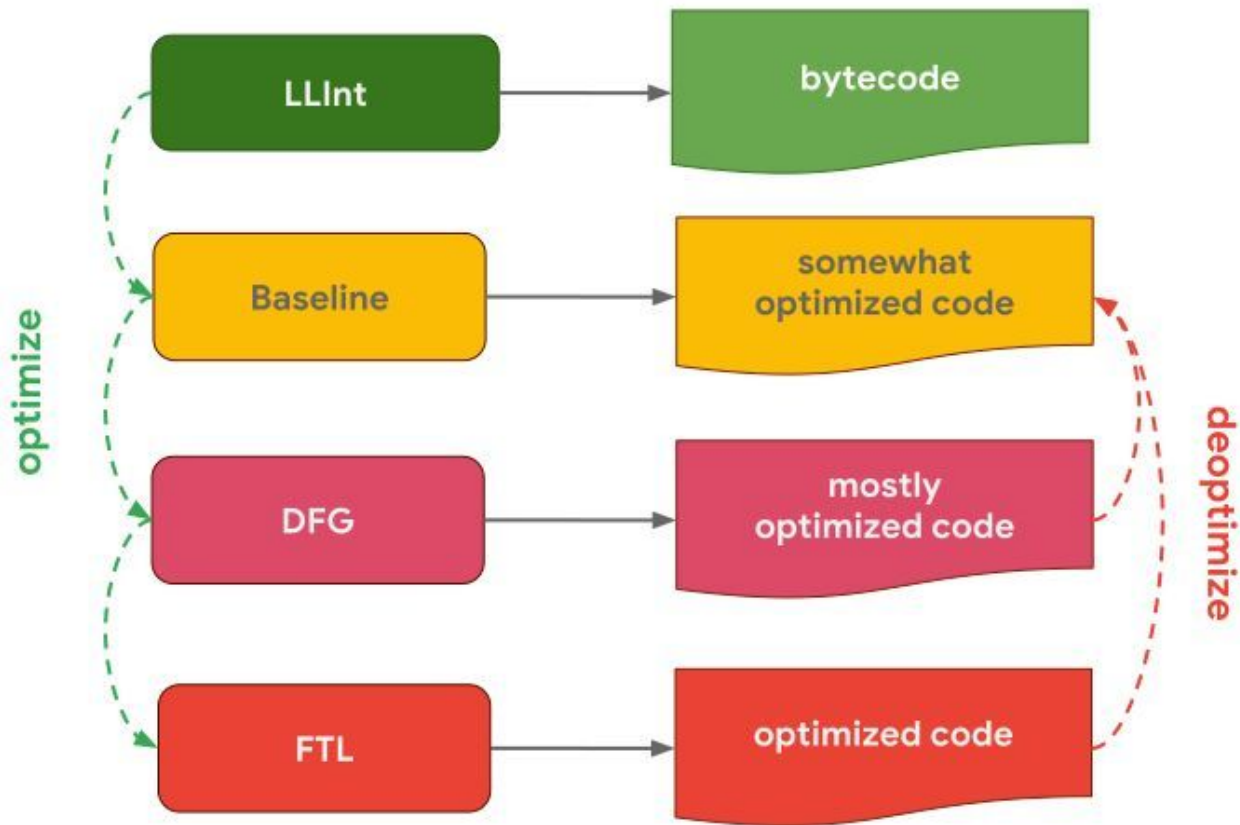 LLInt
bytecode
Baseline
somewhat
optimized code
optimize
DFG
mostly
optimized code
deoptimize
FTL
optimized code